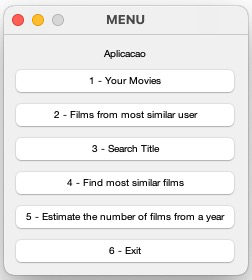 MENU
Aplicacao
1 - Your Movies
2 - Films from most similar user
3 - Search Title
4 - Find most similar films
5 - Estimate the number of films from a year
6 - Exit